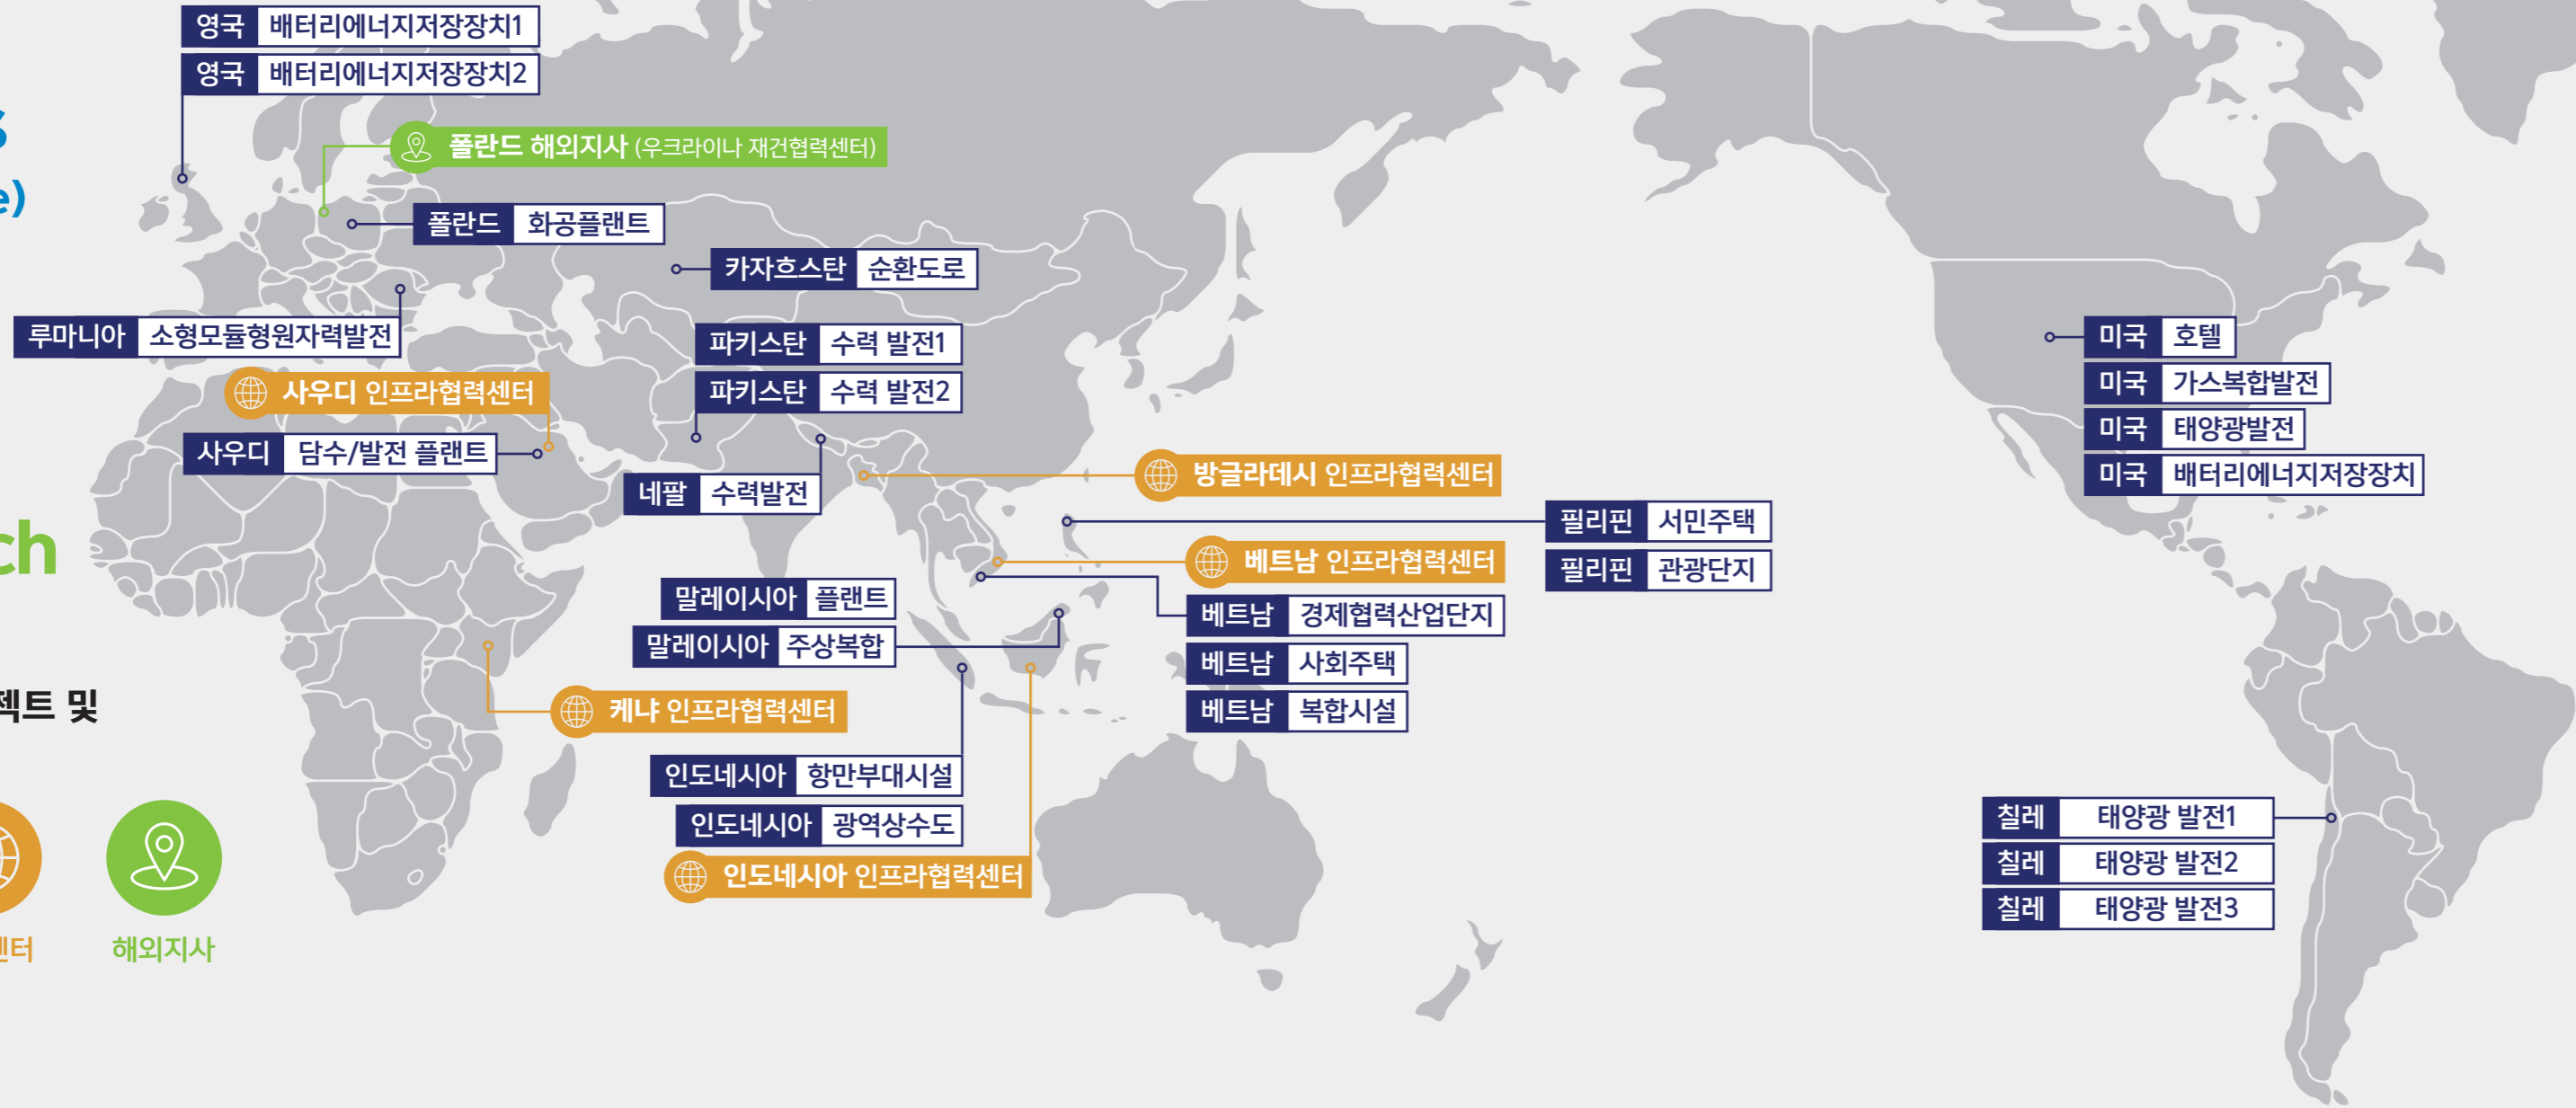 영국 배터리에너지저장장치1
영국 배터리에너지저장장치2
폴란드 해외지사 (우크라이나 재건협력센터)
폴란드 화공플랜트
카자흐스탄 순환도로
루마니아 소형모듈형원자력발전
파키스탄 수력 발전1
파키스탄 수력 발전2
사우디 인프라협력센터
사우디 담수/발전 플랜트
네팔 수력발전
방글라데시 인프라협력센터
필리핀 서민주택
필리핀 관광단지
베트남 인프라협력센터
베트남 경제협력산업단지
베트남 사회주택
베트남 복합시설
말레이시아 플랜트
말레이시아 주상복합
케냐 인프라협력센터
인도네시아 항만부대시설
인도네시아 광역상수도
인도네시아 인프라협력센터
미국 호텔
미국 가스복합발전
미국 태양광발전
미국 배터리에너지저장장치
칠레 태양광 발전1
칠레 태양광 발전2
칠레 태양광 발전3
및
해외지사